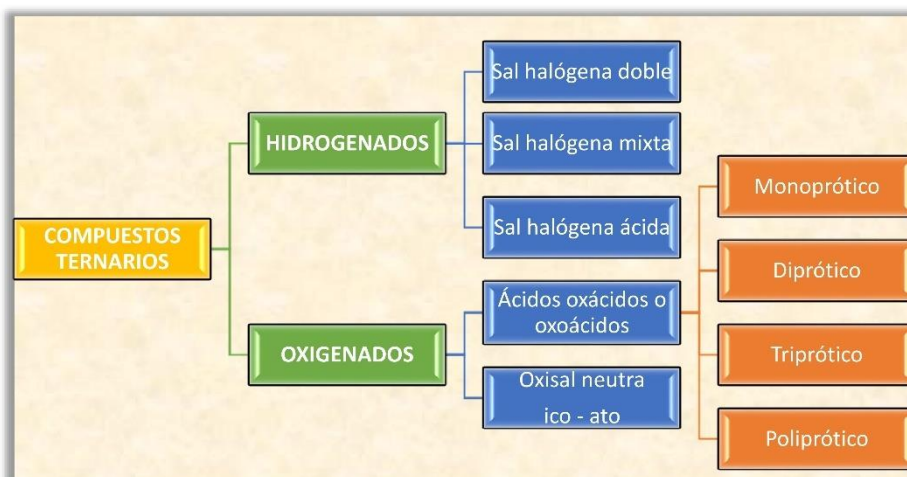 COMPUESTOS
TERNARIOS
HIDROGENADOS
Sal halógena doble
Sal halógena mixta
Sal halógena ácida
OXIGENADOS
Ácidos oxácidos o
oxoácidos
Monoprótico
Diprótico
Triprótico
Poliprótico
Oxisal neutra
ico - ato